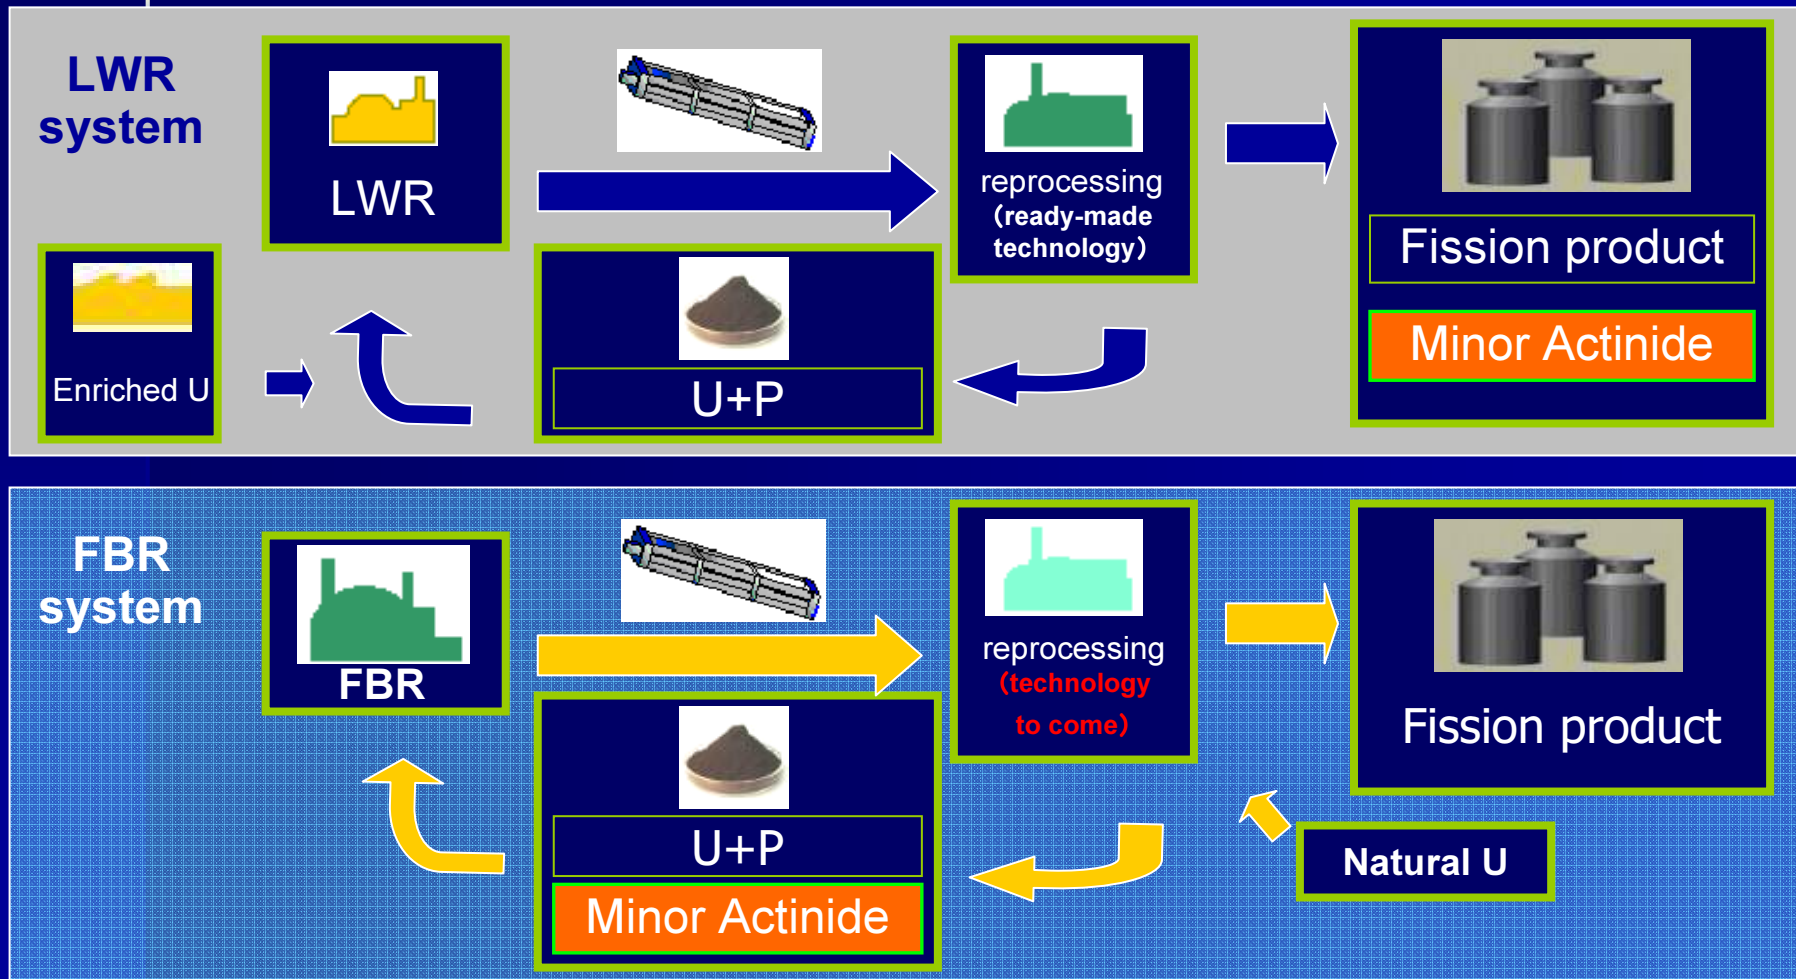 LWR
system
LWR
reprocessing
（ready-made
technology）
Fission product
Minor Actinide
Enriched U
U+P
FBR
system
FBR
reprocessing
（technology
to come）
Fission product
U+P
Minor Actinide
Natural U